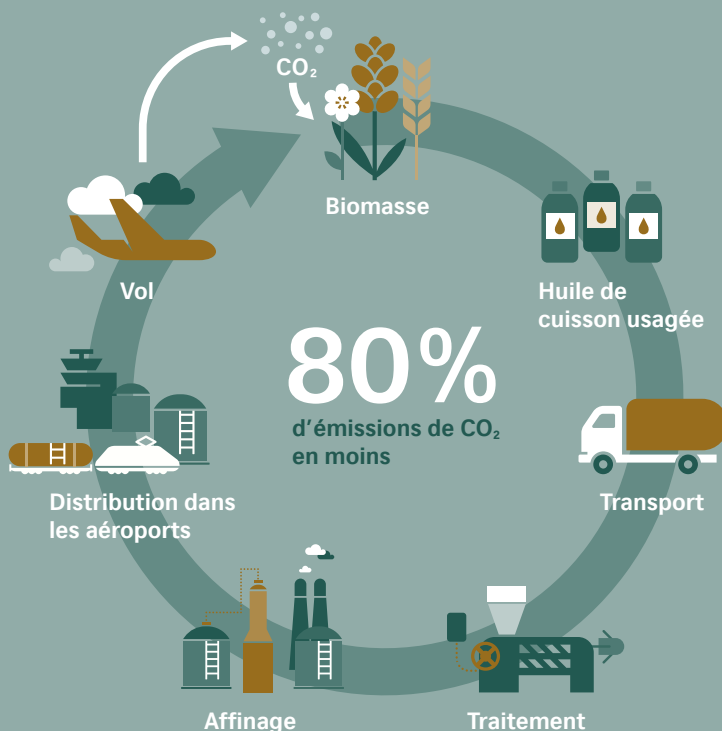 CO₂
Biomasse
Huile de
cuisson usagée
Vol
80%
d'émissions de CO₂
en moins
Transport
Distribution dans
les aéroports
Affinage
Traitement